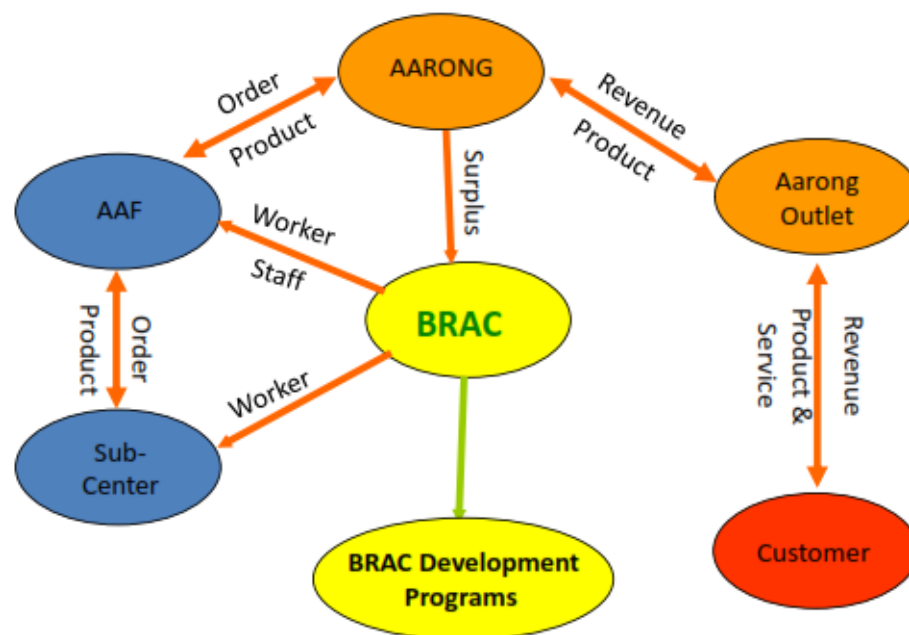 AARONG
Order
Product
Revenue
Product
Surplus
AAF
Aarong
Outlet
Worker
Staff
BRAC
Order
Product
Worker
Revenue
Product &
Service
Sub-
Center
BRAC Development
Programs
Customer